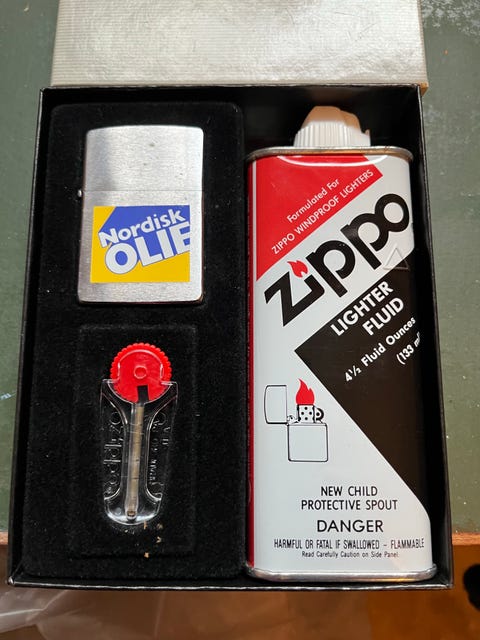 Nordisk
OLIE
Formulated For
ZIPPO WINDPROOF LIGHTERS
zippo
LIGHTER
FLUID
4½ Fluid Ounces
(133 ml
NEW CHILD
PROTECTIVE SPOUT
DANGER
HARMFUL OR FATAL IF SWALLOWED - FLAMMABLE
Read Carefully Caution on Side Panel